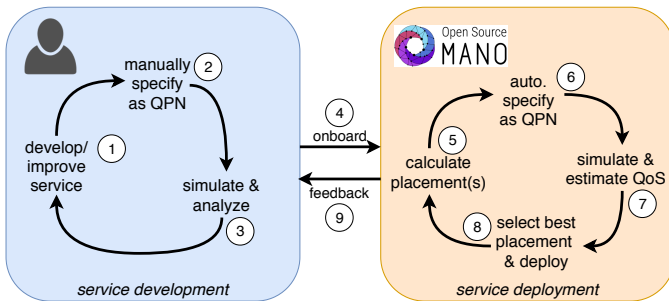 manually
specify
as QPN
2
develop/
improve
service
1
simulate &
analyze
3
service development
4
onboard
feedback
9
Open Source
MANO
auto.
specify
as QPN
6
5
calculate
placement(s)
simulate &
estimate QoS
7
8
select best
placement
& deploy
service deployment